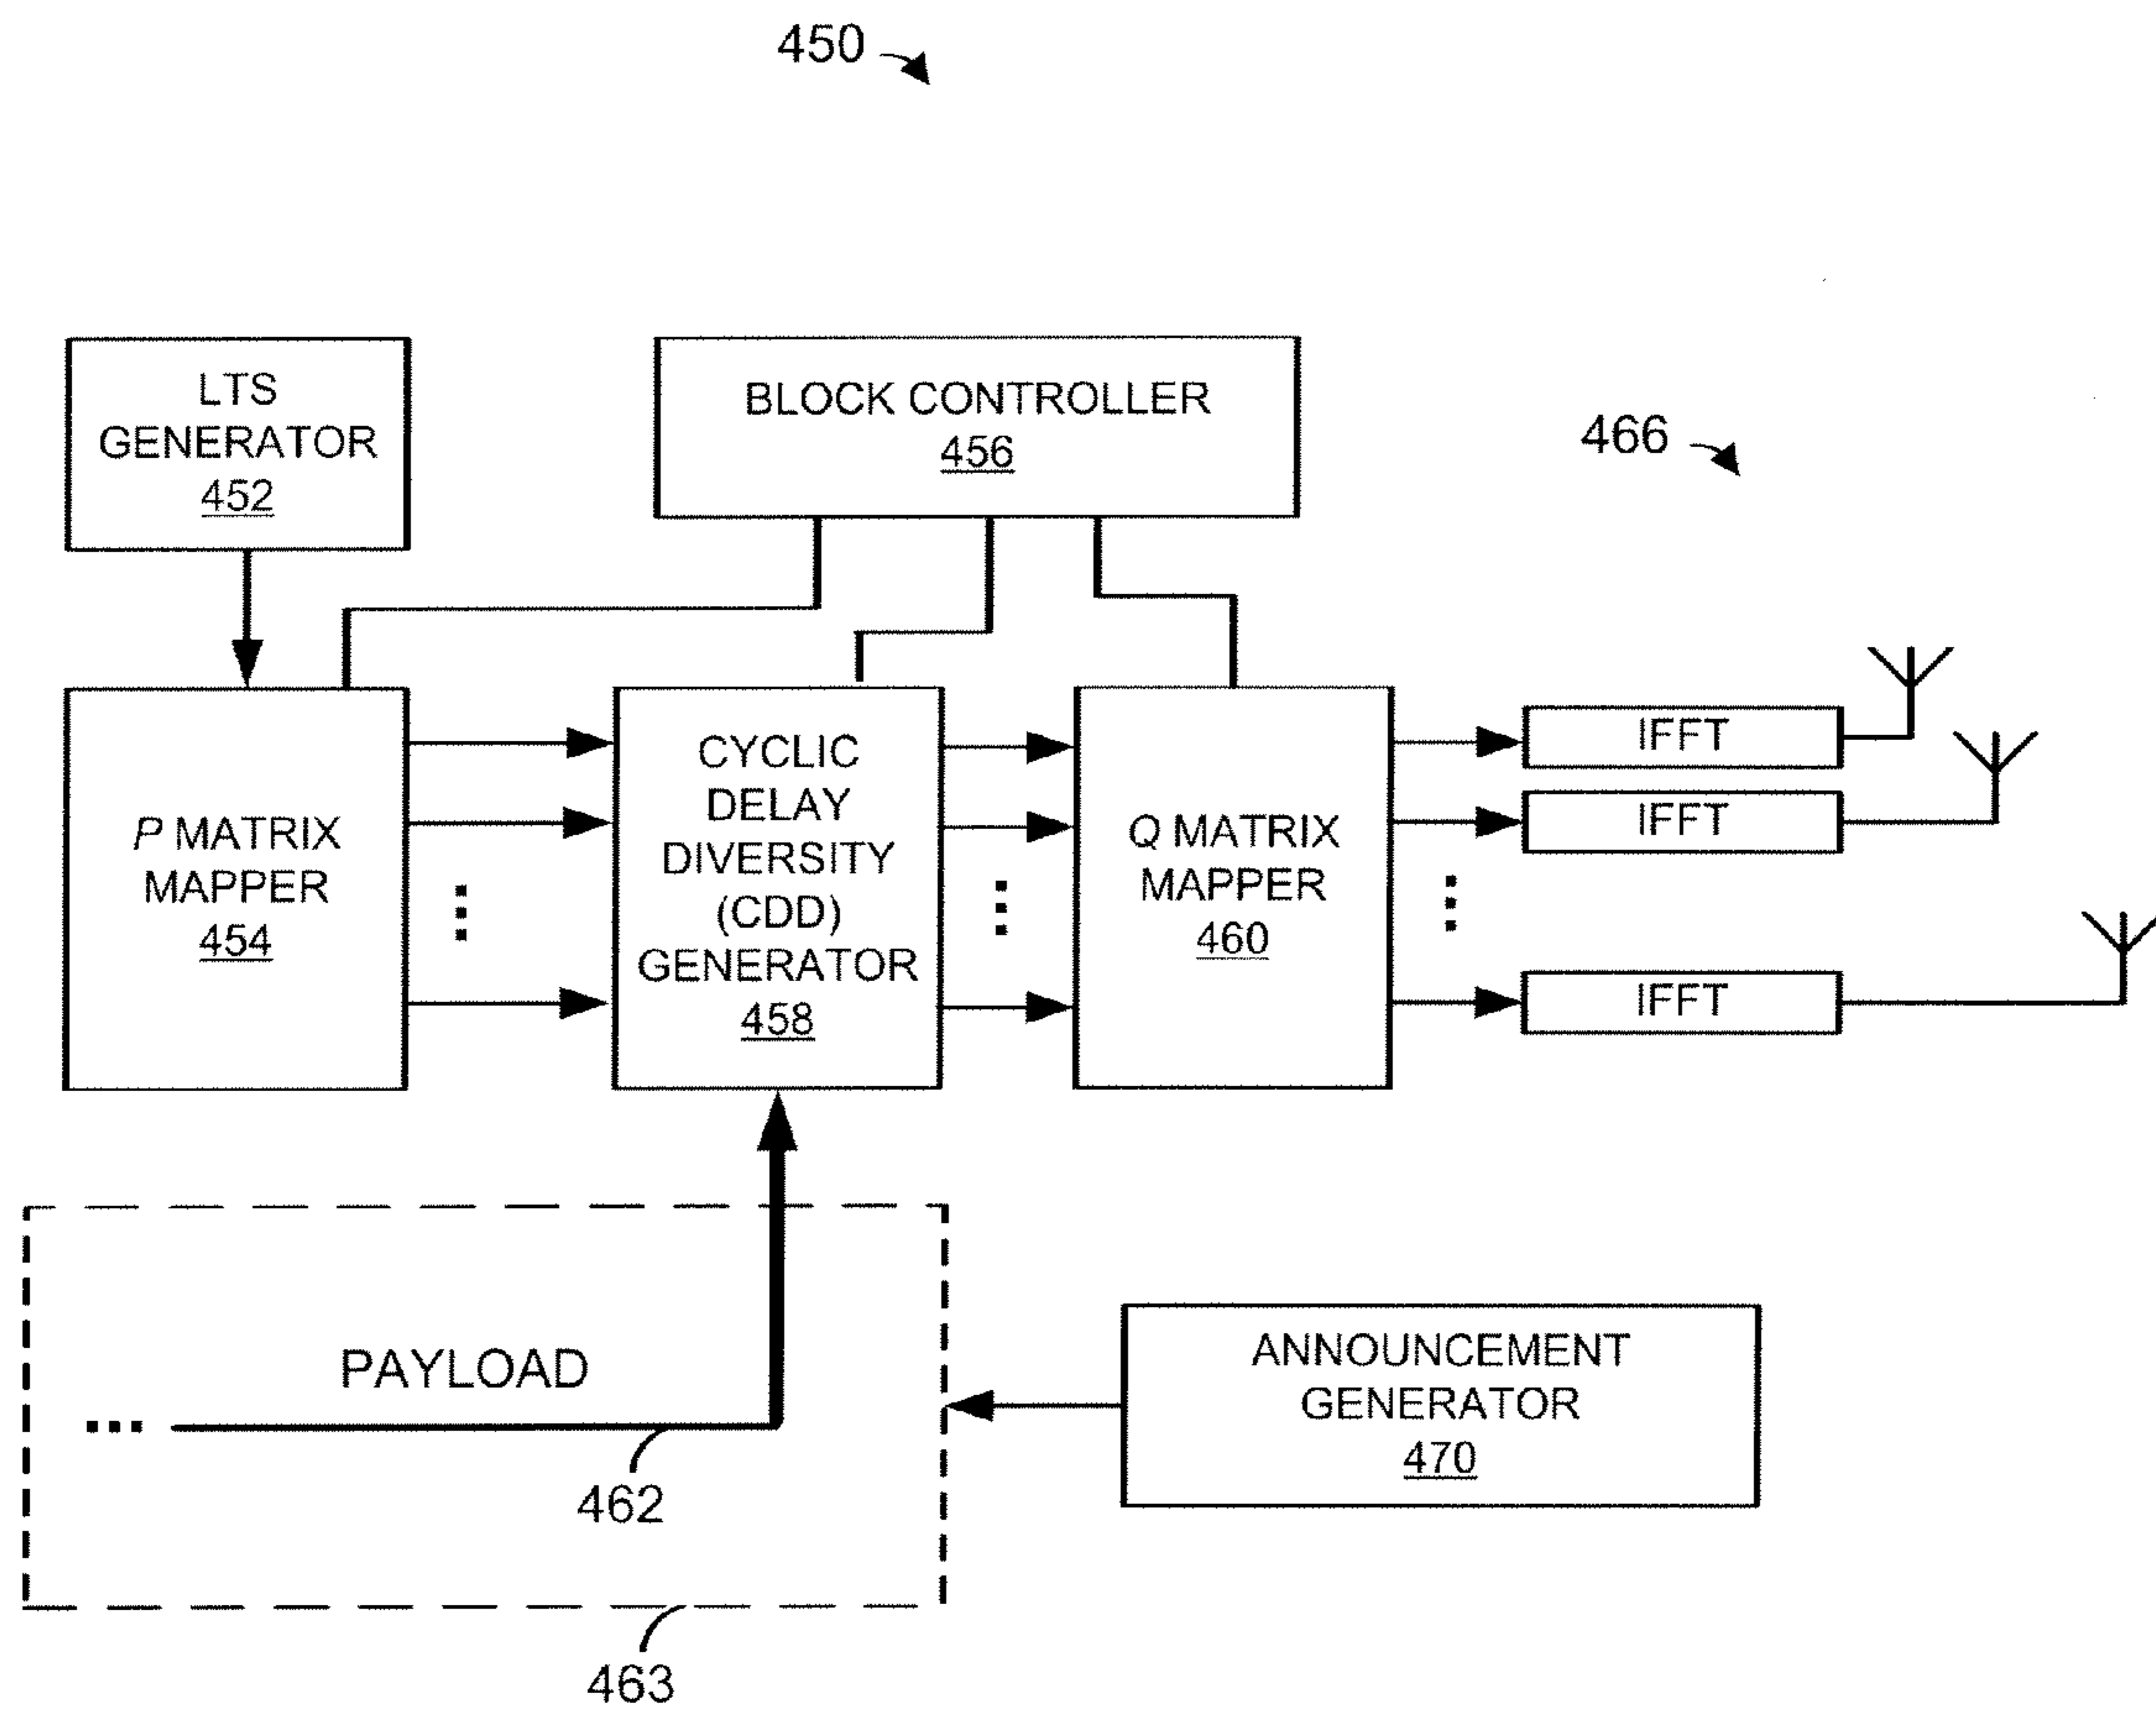 450
LTS
GENERATOR
452
BLOCK CONTROLLER
456
466
P MATRIX
MAPPER
454
CYCLIC
DELAY
DIVERSITY
(CDD)
GENERATOR
458
Q MATRIX
MAPPER
460
IFFT
IFFT
IFFT
PAYLOAD
462
463
ANNOUNCEMENT
GENERATOR
470